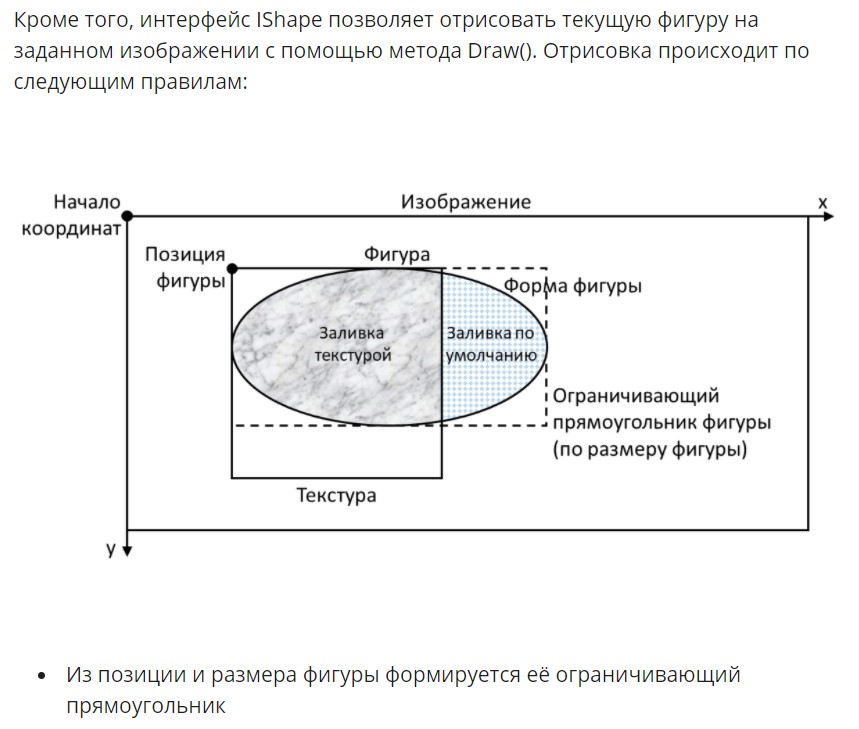 Кроме того, интерфейс IShape позволяет отрисовать текущую фигуру на
заданном изображении с помощью метода Draw(). Отрисовка происходит по
следующим правилам:
Начало
координат
Изображение
x
Позиция
фигуры
Фигура
Форма фигуры
Заливка
текстурой
Заливка по
умолчанию
Ограничивающий
прямоугольник фигуры
(по размеру фигуры)
Текстура
y
• Из позиции и размера фигуры формируется её ограничивающий
прямоугольник